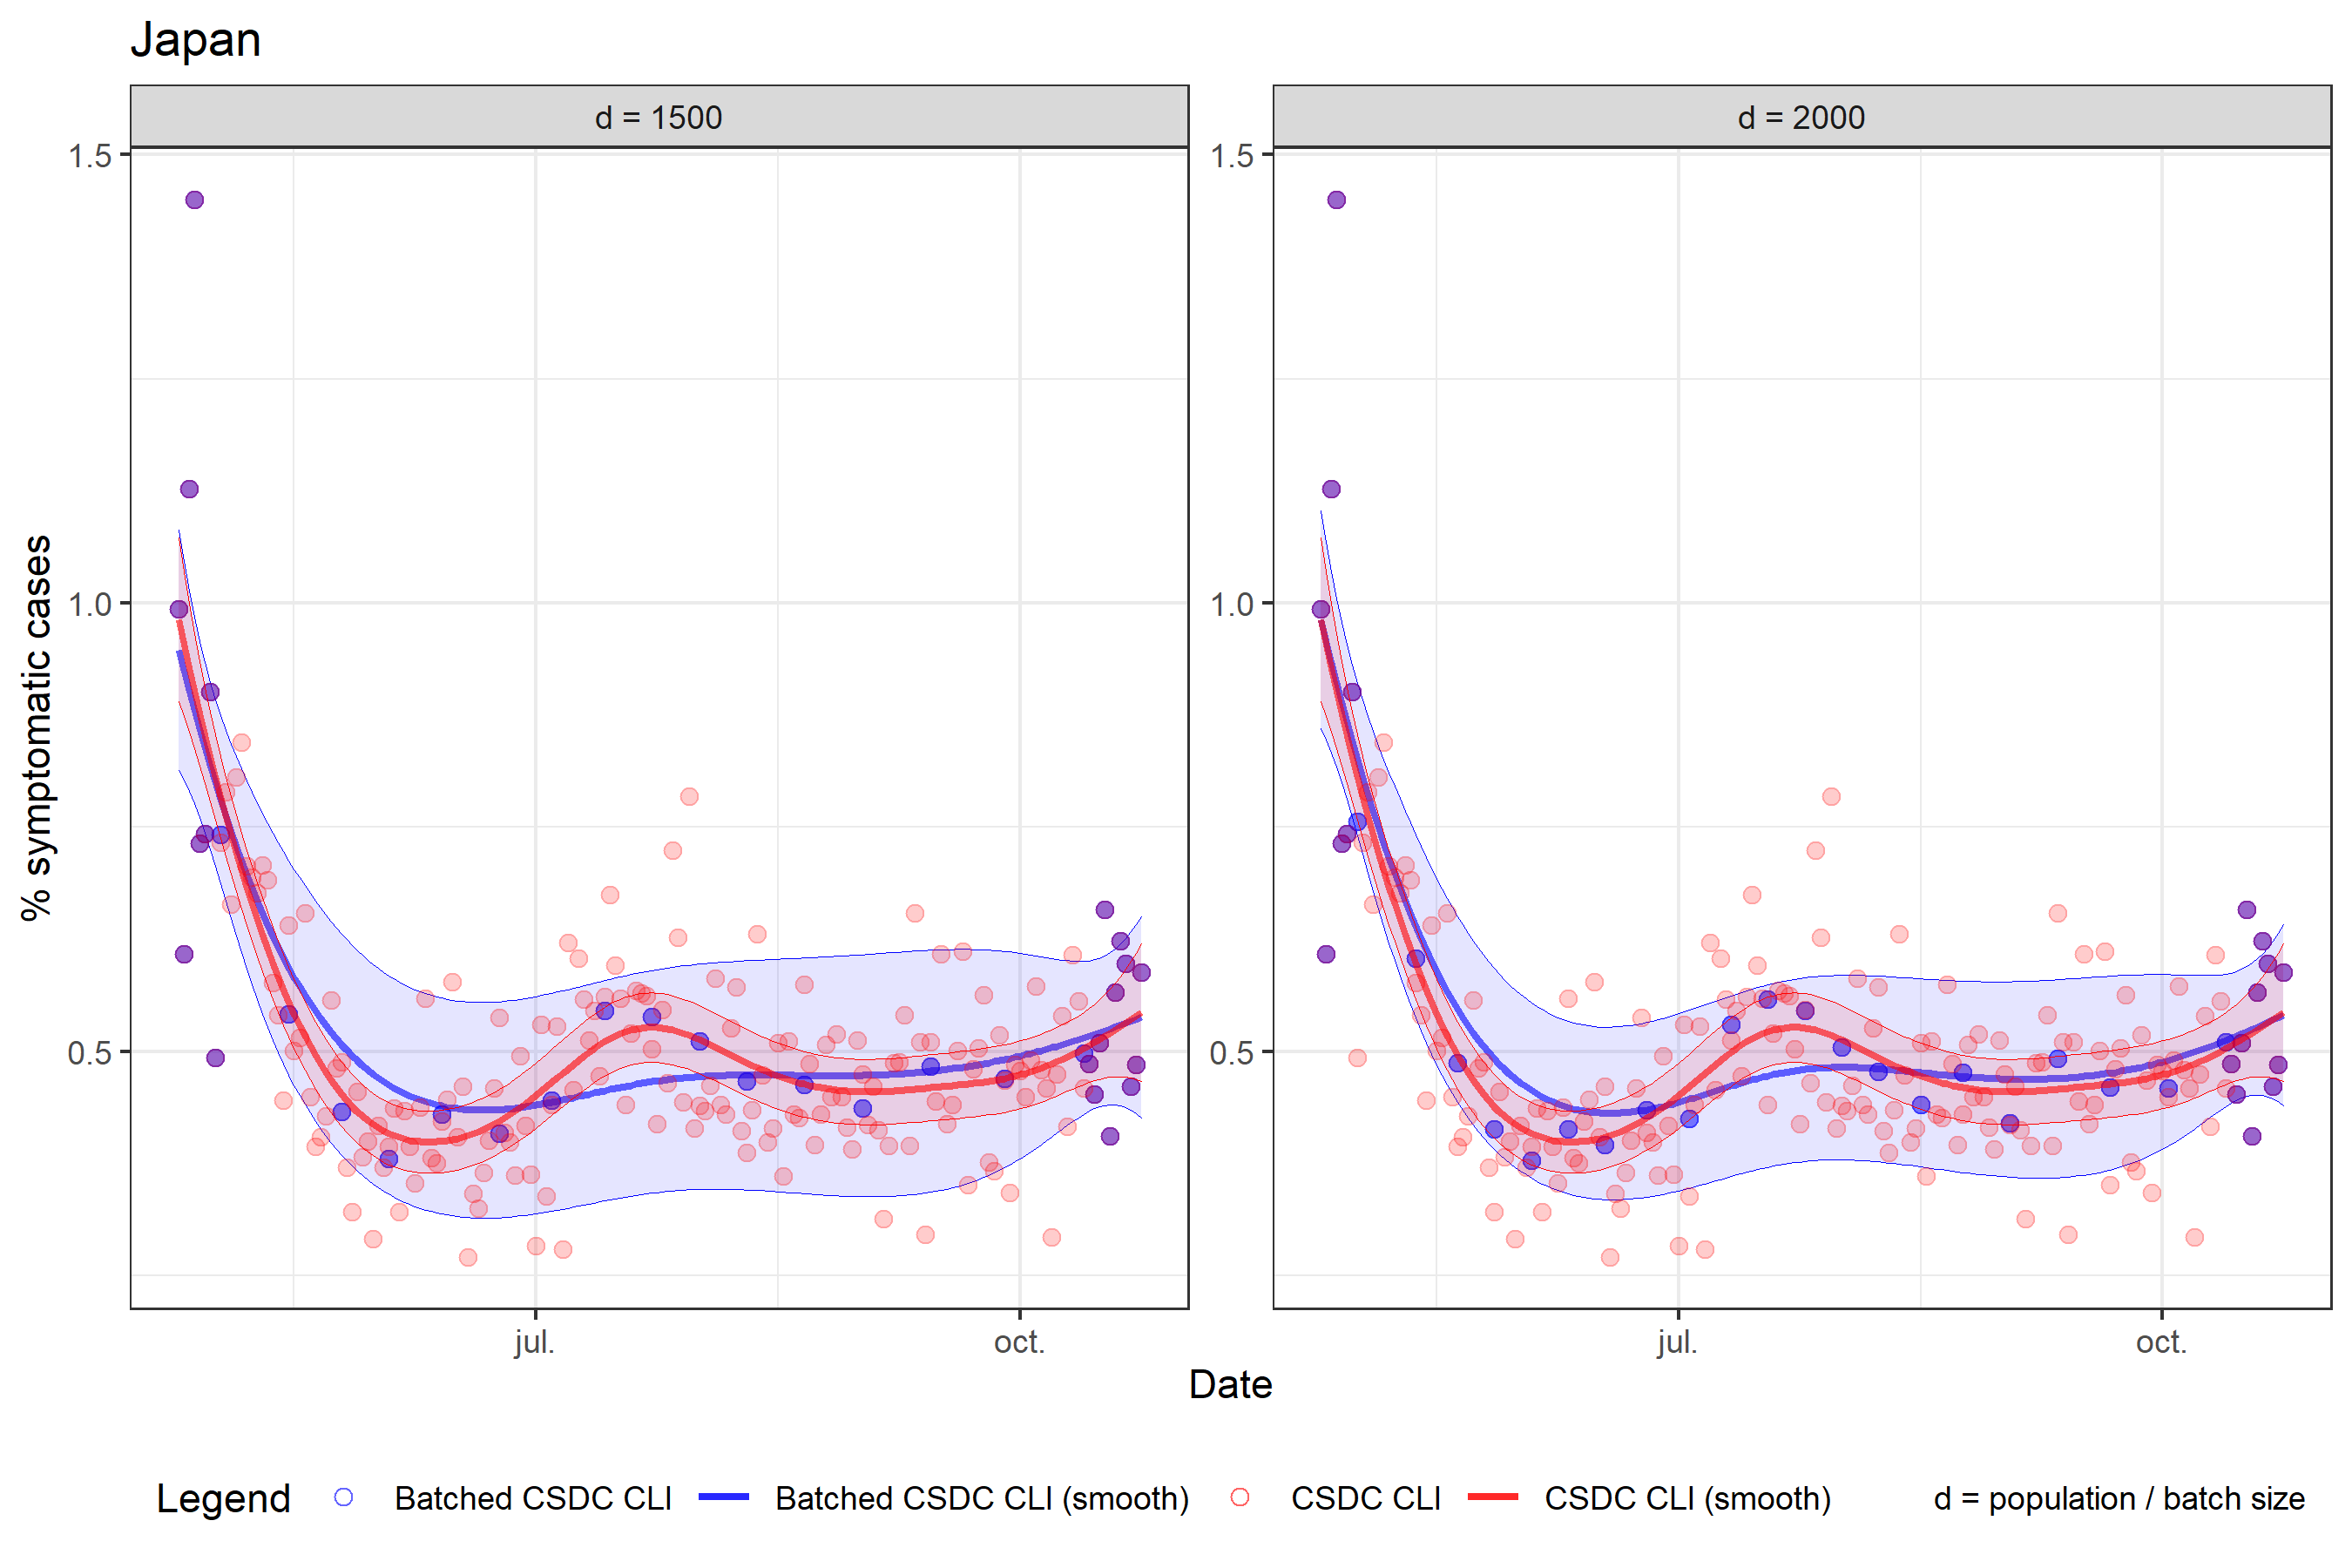 Japan
d = 1500
d = 2000
1.5
1.0
0.5
1.5
1.0
0.5
% symptomatic cases
jul.
oct.
jul.
oct.
Date
Legend
Batched CSDC CLI
Batched CSDC CLI (smooth)
CSDC CLI
CSDC CLI (smooth)
d = population / batch size